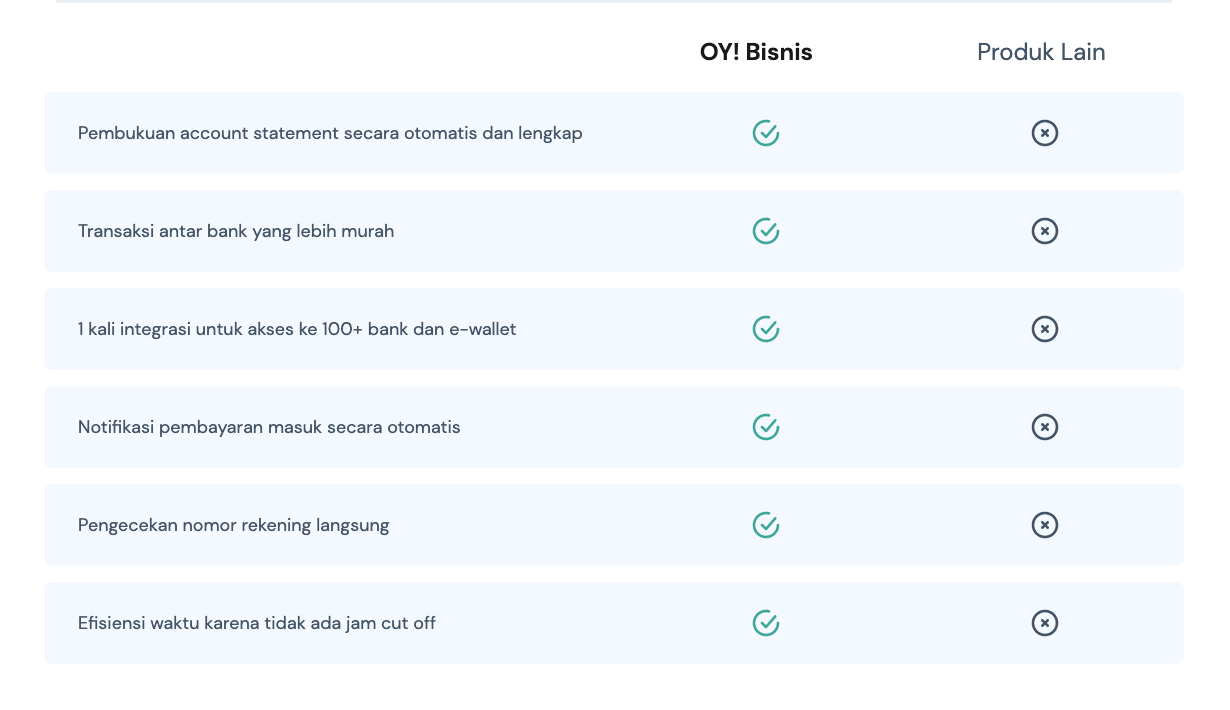 OY! Bisnis Produk Lain
Pembukuan account statement secara otomatis dan lengkap
Transaksi antar bank yang lebih murah
1 kali integrasi untuk akses ke 100+ bank dan e-wallet
Notifikasi pembayaran masuk secara otomatis
Pengecekan nomor rekening langsung
Efisiensi waktu karena tidak ada jam cut off